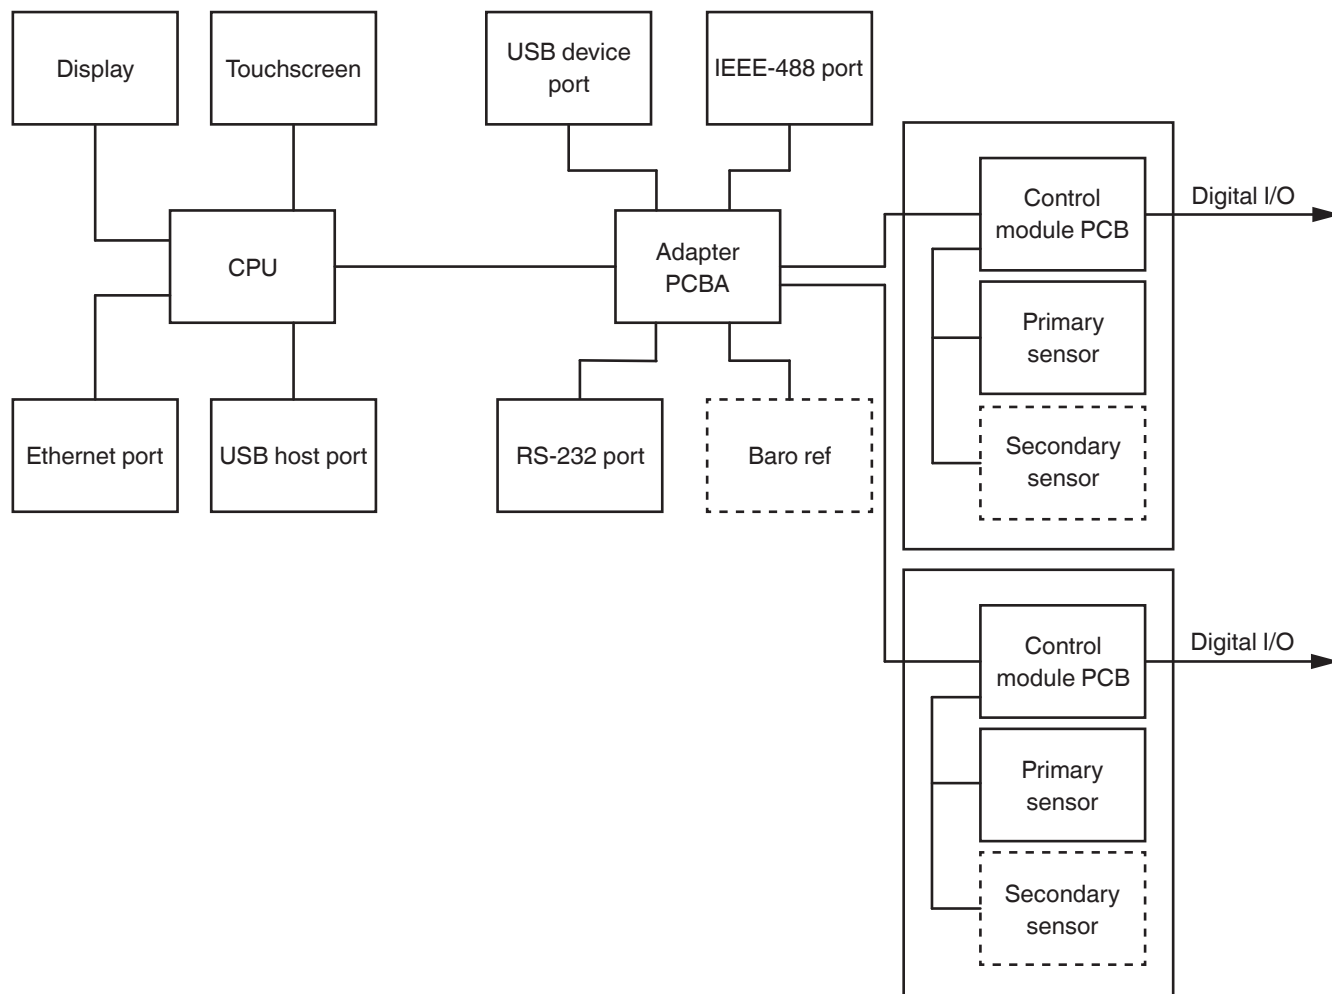 Display
Touchscreen
USB device
port
IEEE-488 port
Control
module PCB
Digital I/O
CPU
Adapter
PCBA
Primary
sensor
Ethernet port
USB host port
RS-232 port
Baro ref
Secondary
sensor
Control
module PCB
Digital I/O
Primary
sensor
Secondary
sensor